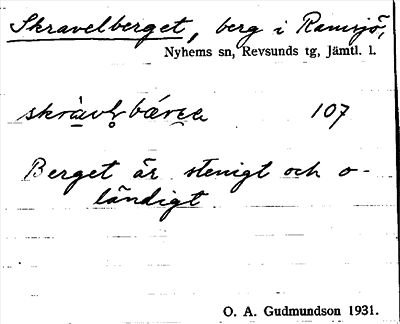 Skravelberget, berg i Ramsjö,
Nyhems sn, Revsunds tg, Jämtl. l.
107
Berget är stenigt och o-
ländigt.
O. A. Gudmundson 1931.